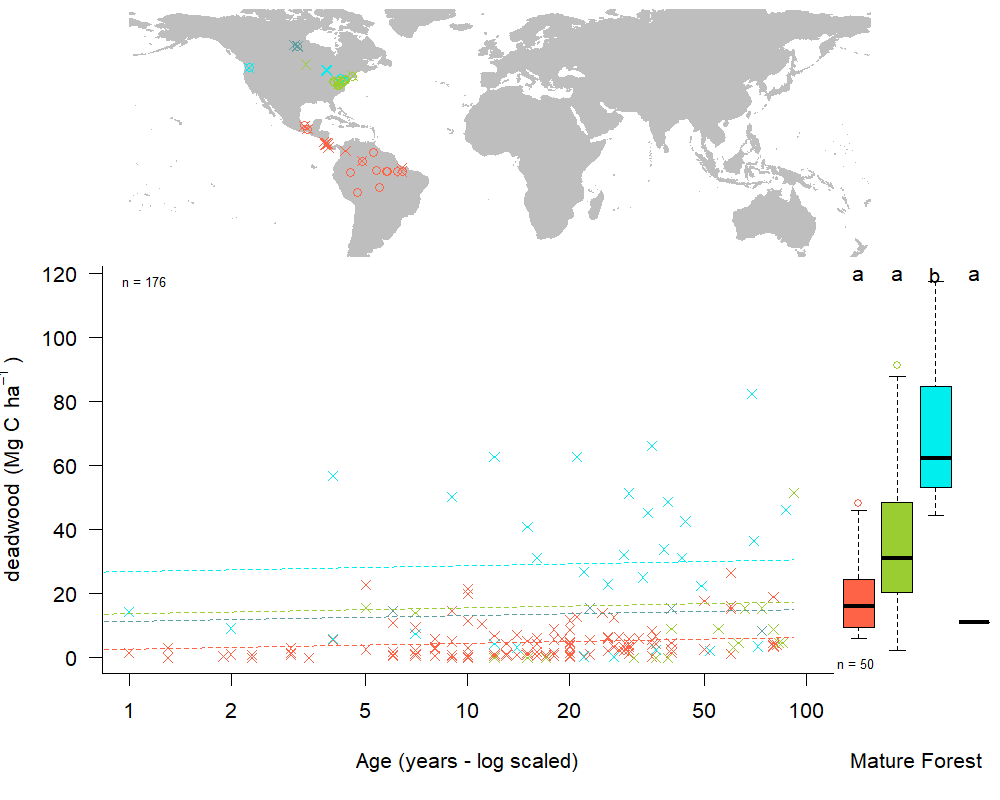 120
n = 176
a
a
b
a
100
80
60
40
20
0
deadwood (Mg C ha⁻¹)
n = 50
1
2
5
10
20
50
100
Age (years - log scaled)
Mature Forest